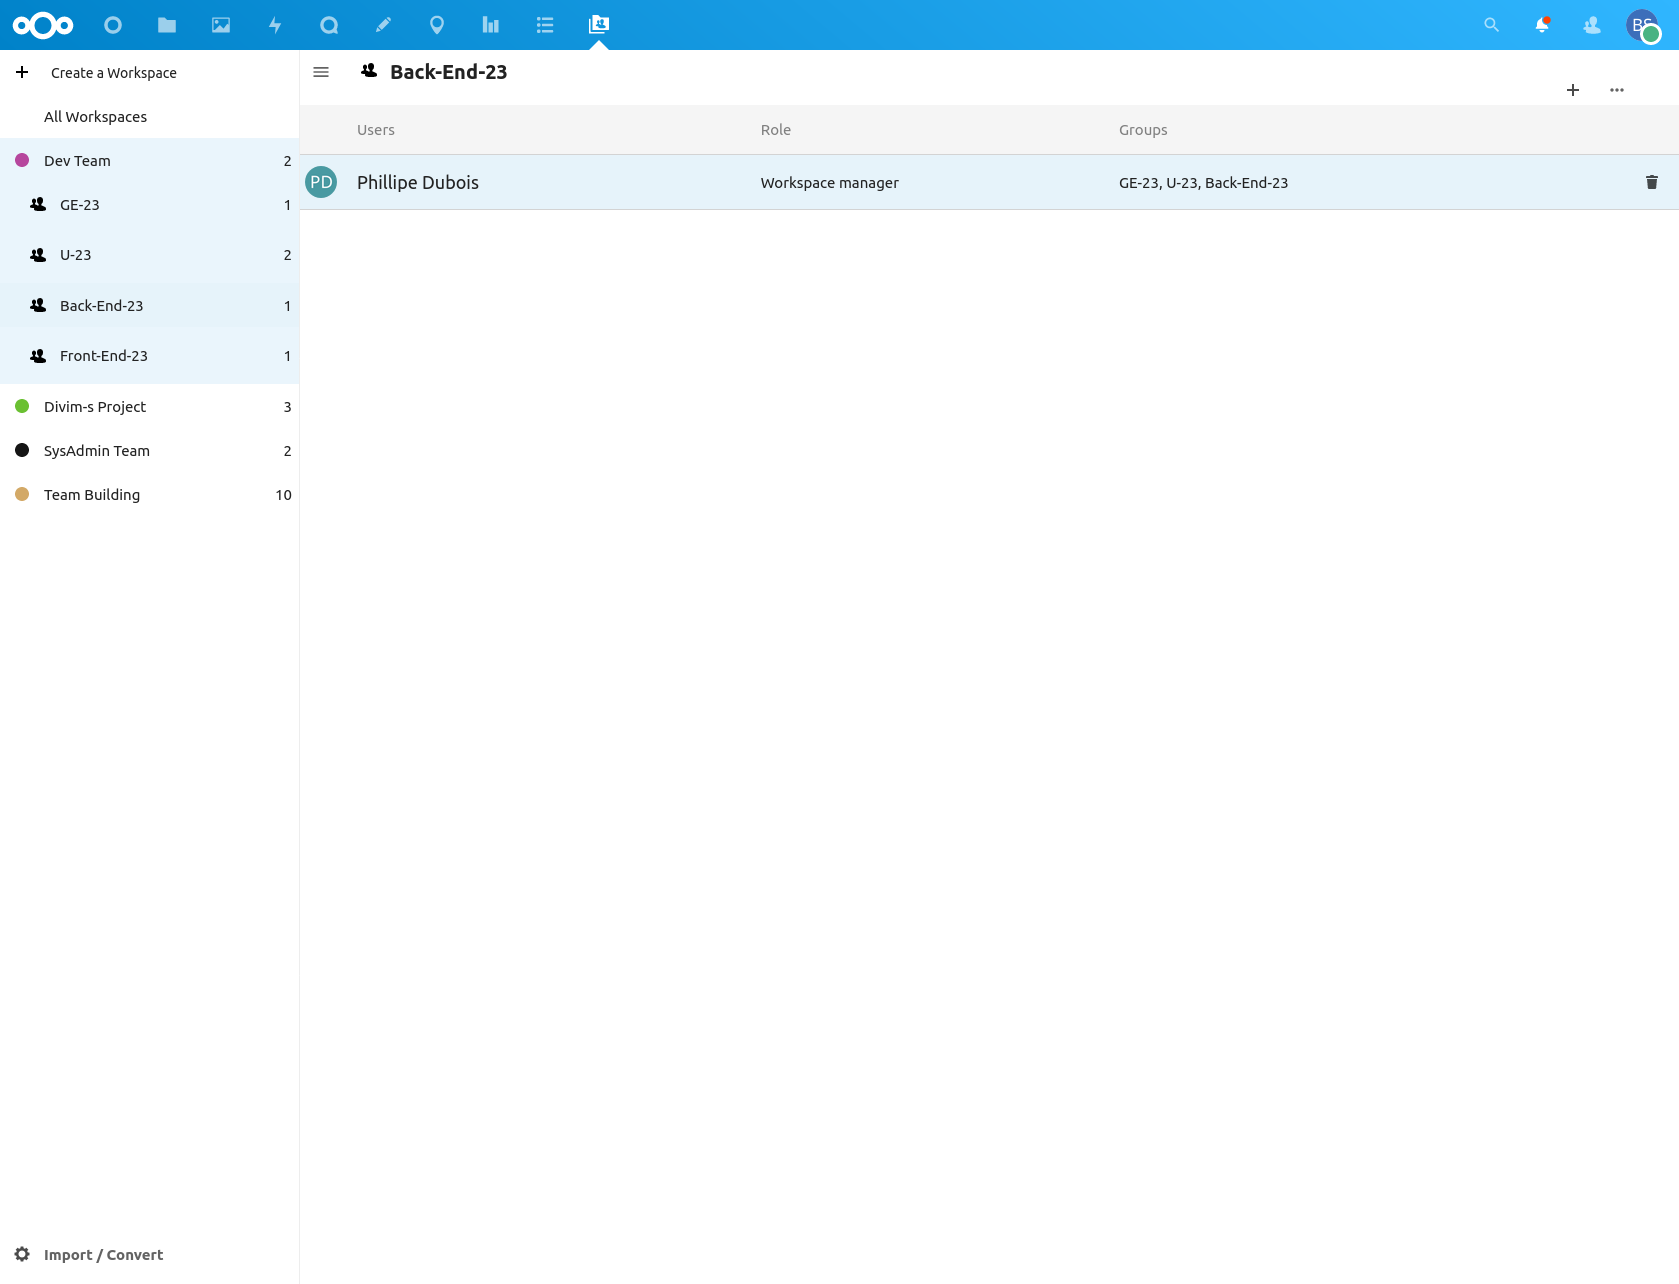 BS
Create a Workspace
All Workspaces
Dev Team 2
GE-23 1
U-23 2
Back-End-23 1
Front-End-23 1
Divim-s Project 3
SysAdmin Team 2
Team Building 10
Import / Convert
Back-End-23
Users Role Groups
PD Phillipe Dubois Workspace manager GE-23, U-23, Back-End-23